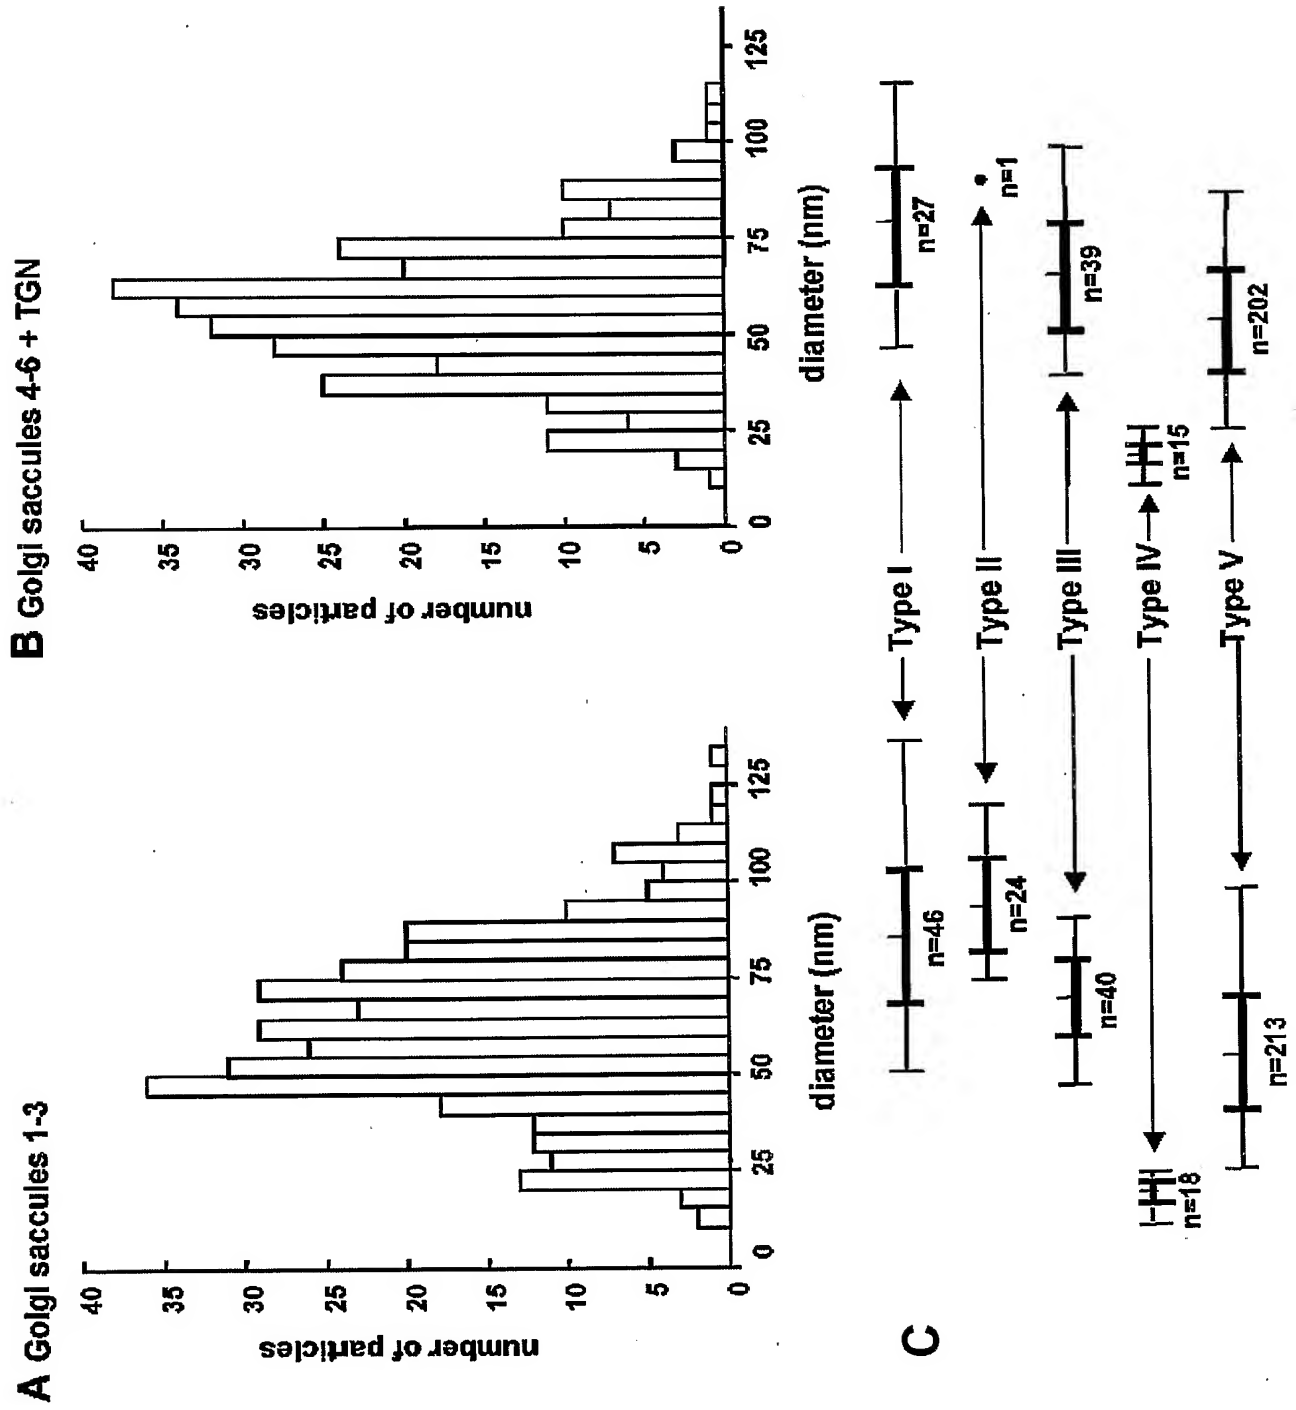 A Golgi saccules 1-3
number of particles
40
35
30
25
20
15
10
5
0
0 25 50 75 100 125
diameter (nm)
B Golgi saccules 4-6 + TGN
number of particles
40
35
30
25
20
15
10
5
0
0 25 50 75 100 125
diameter (nm)
C
n=46 Type I n=27
n=24 Type II n=1
n=40 Type III n=39
n=18 Type IV n=15
n=213 Type V n=202